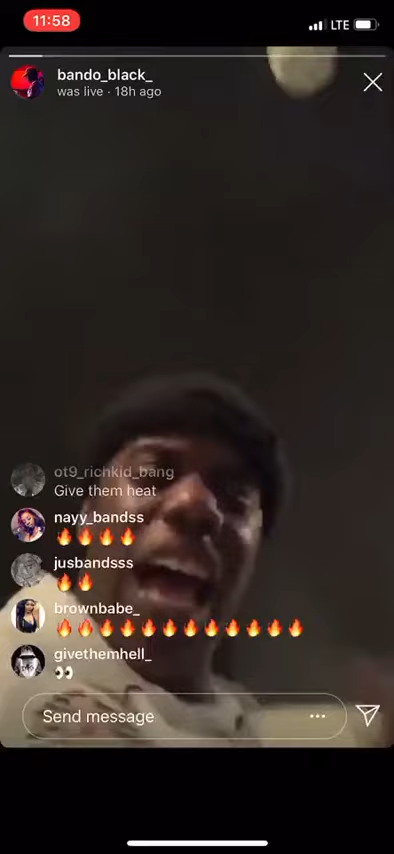 11:58
LTE
bando_black_
was live · 18h ago
ot9_richkid_bang
Give them heat
nayy_bandss
🔥🔥🔥🔥
jusbandsss
🔥🔥
brownbabe_
🔥🔥🔥🔥🔥🔥🔥🔥🔥🔥🔥🔥
givethemhell_
👀
Send message